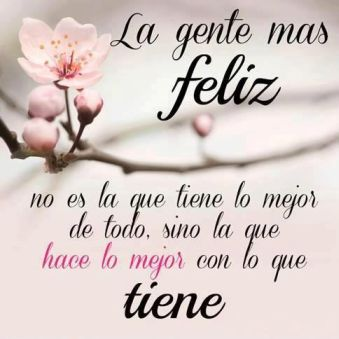 La gente mas
feliz
no es la que tiene lo mejor
de todo, sino la que
hace lo mejor con lo que
tiene